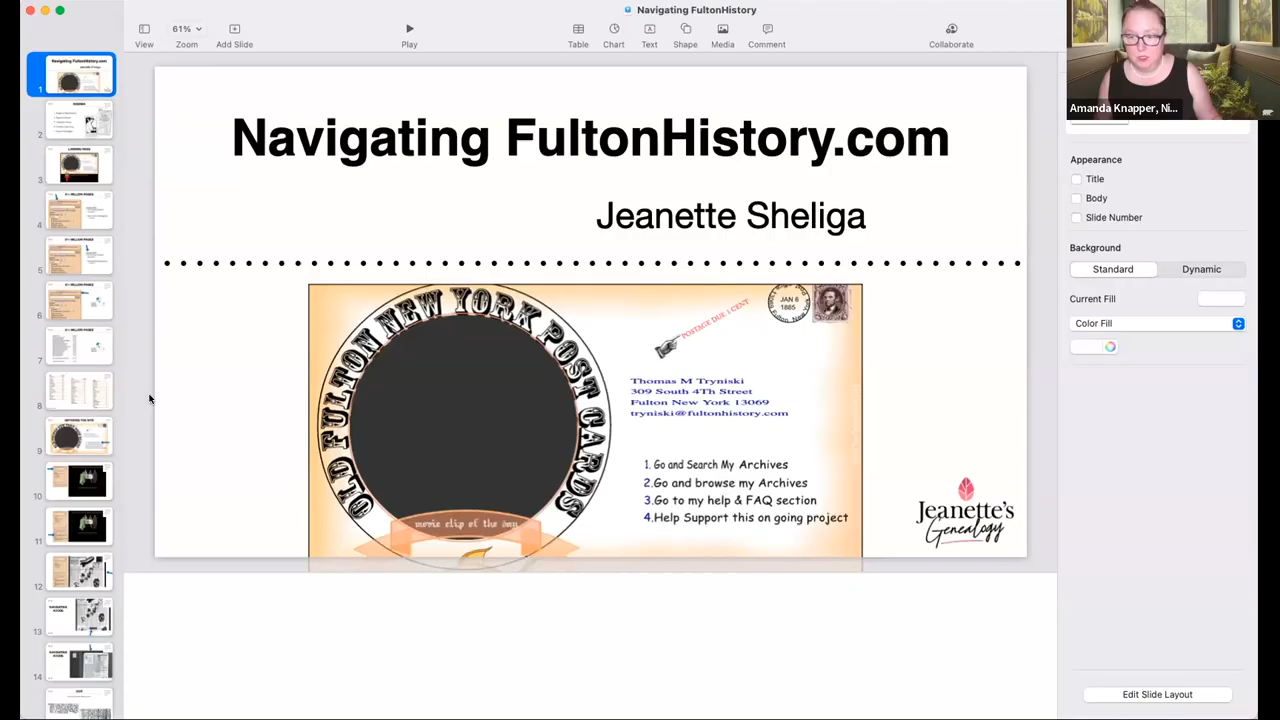 Navigating FultonHistory.com
View
61%
Zoom
Add Slide
Play
Table
Chart
Text
Shape
Media
Comment
Collaborate
Amanda Knapper, Ni...
1
2
3
4
5
6
7
8
9
10
11
12
13
14
Navigating FultonHistory.com
Jeanette Sheliga
OLD FULTON NEW YORK POST CARDS
movie clip of the day
POSTAGE DUE 1 CENT
JAN 6
1885
Thomas M Tryniski
309 South 4Th Street
Fulton New York 13069
tryniski@fultonhistory.com
1. Go and Search My Archives
2.Go and browse my Archives
3.Go to my help & FAQ section
4.Help Support this on going project
Jeanette's
Genealogy
Appearance
Title
Body
Slide Number
Background
Standard
Dynamic
Current Fill
Color Fill
Edit Slide Layout